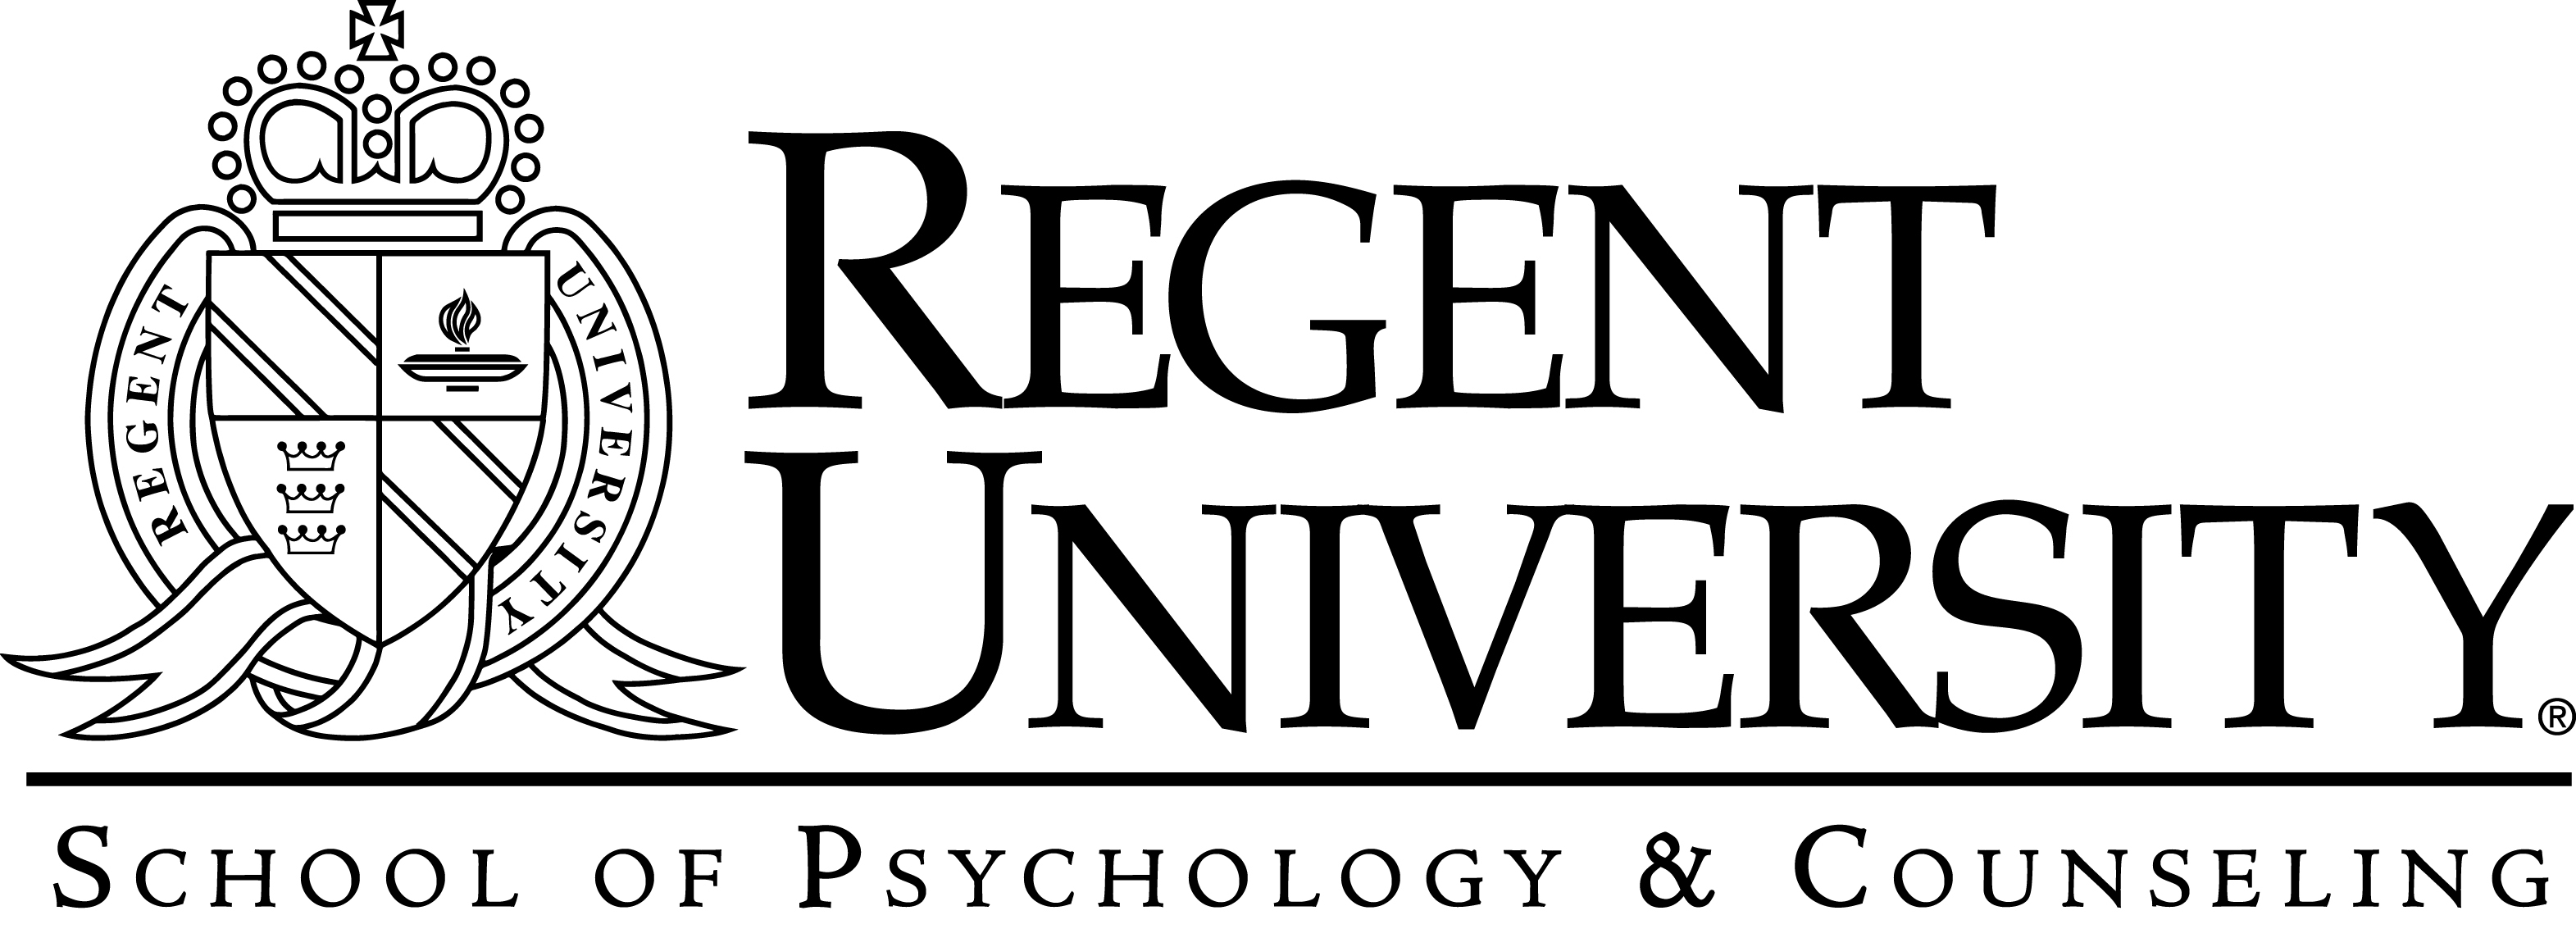 REGENT UNIVERSITY
REGENT
UNIVERSITY®
SCHOOL OF PSYCHOLOGY & COUNSELING